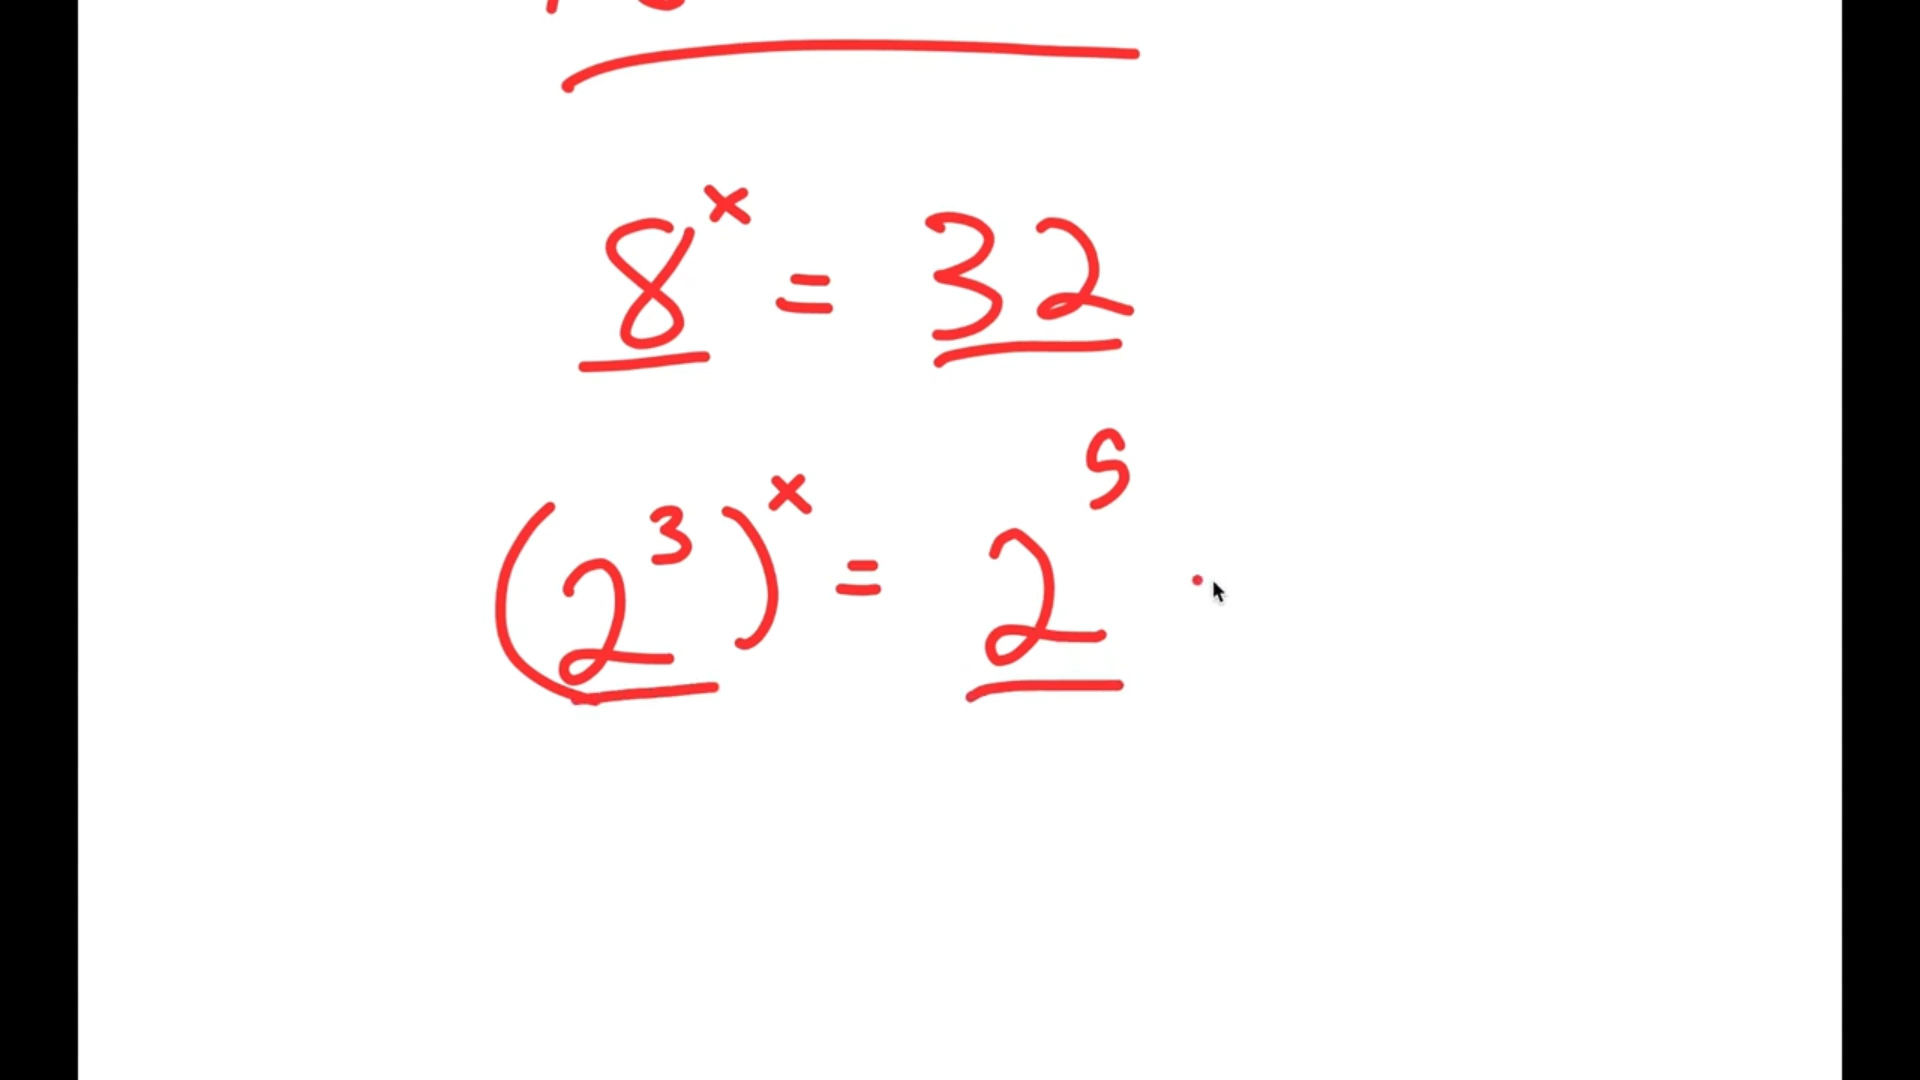 8^x = 32
(2^3)^x = 2^5